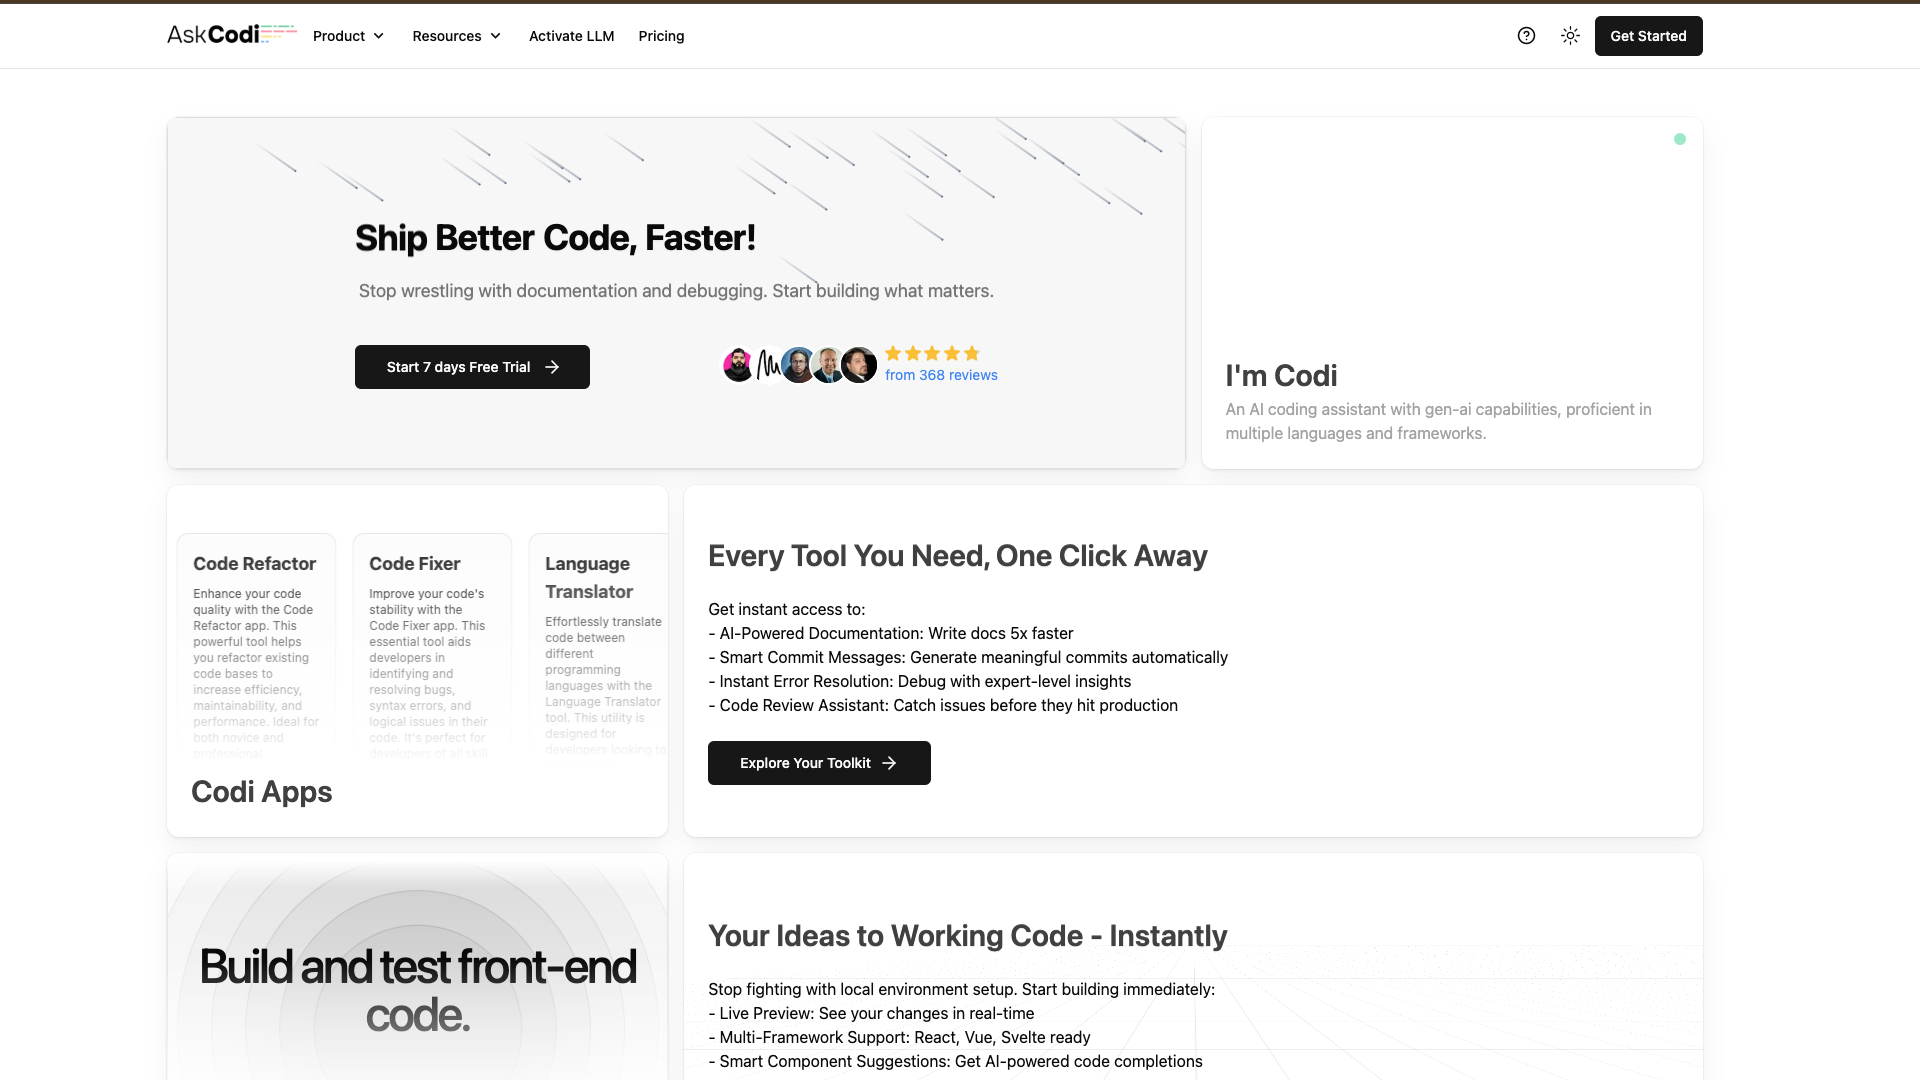 AskCodi
Product
Resources
Activate LLM
Pricing
Get Started
Ship Better Code, Faster!
Stop wrestling with documentation and debugging. Start building what matters.
Start 7 days Free Trial
from 368 reviews
I'm Codi
An AI coding assistant with gen-ai capabilities, proficient in
multiple languages and frameworks.
Code Refactor
Enhance your code
quality with the Code
Refactor app. This
powerful tool helps
you refactor existing
code bases to
increase efficiency,
maintainability, and
performance. Ideal for
both novice and
professional
Code Fixer
Improve your code's
stability with the
Code Fixer app. This
essential tool aids
developers in
identifying and
resolving bugs,
syntax errors, and
logical issues in their
code. It's perfect for
developers of all skill
Language
Translator
Effortlessly translate
code between
different
programming
languages with the
Language Translator
tool. This utility is
designed for
developers looking to
Codi Apps
Every Tool You Need, One Click Away
Get instant access to:
- AI-Powered Documentation: Write docs 5x faster
- Smart Commit Messages: Generate meaningful commits automatically
- Instant Error Resolution: Debug with expert-level insights
- Code Review Assistant: Catch issues before they hit production
Explore Your Toolkit
Build and test front-end
code.
Your Ideas to Working Code - Instantly
Stop fighting with local environment setup. Start building immediately:
- Live Preview: See your changes in real-time
- Multi-Framework Support: React, Vue, Svelte ready
- Smart Component Suggestions: Get AI-powered code completions